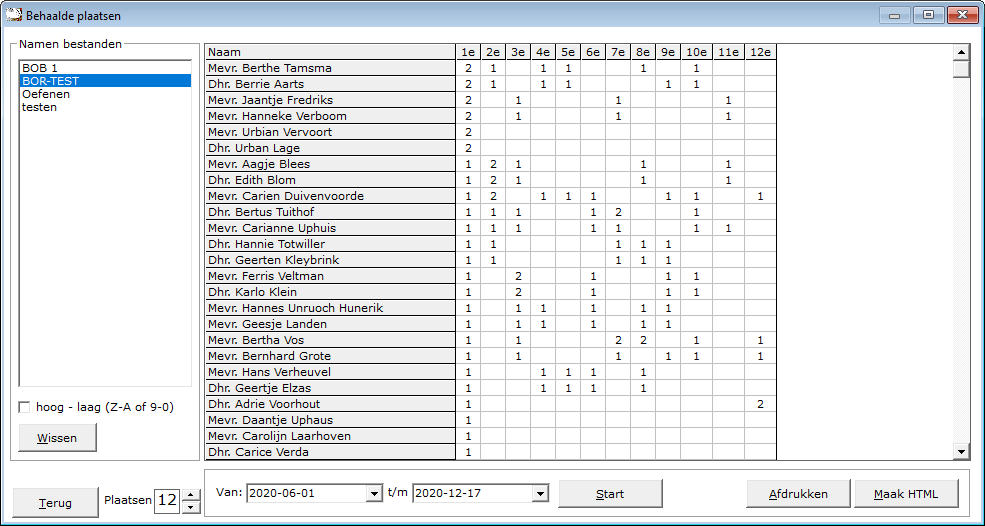 Behaalde plaatsen
Namen bestanden
BOB 1
BOR-TEST
Oefenen
testen
hoog - laag (Z-A of 9-0)
Wissen
Naam 1e 2e 3e 4e 5e 6e 7e 8e 9e 10e 11e 12e
Mevr. Berthe Tamsma 2 1 1 1 1 1
Dhr. Berrie Aarts 2 1 1 1 1 1
Mevr. Jaantje Fredriks 2 1 1 1
Mevr. Hanneke Verboom 2 1 1 1
Mevr. Urbian Vervoort 2
Dhr. Urban Lage 2
Mevr. Aagje Blees 1 2 1 1 1
Dhr. Edith Blom 1 2 1 1 1
Mevr. Carien Duivenvoorde 1 2 1 1 1 1 1 1
Dhr. Bertus Tuithof 1 1 1 1 2 1
Mevr. Carianne Uphuis 1 1 1 1 1 1 1
Dhr. Hannie Totwiller 1 1 1 1 1
Dhr. Geerten Kleybrink 1 1 1 1 1
Mevr. Ferris Veltman 1 2 1 1 1
Dhr. Karlo Klein 1 2 1 1 1
Mevr. Hannes Unruoch Hunerik 1 1 1 1 1 1
Mevr. Geesje Landen 1 1 1 1 1 1
Mevr. Bertha Vos 1 1 2 2 1 1
Mevr. Bernhard Grote 1 1 1 1 1 1
Mevr. Hans Verheuvel 1 1 1 1 1
Dhr. Geertje Elzas 1 1 1 1 1
Dhr. Adrie Voorhout 1 2
Mevr. Daantje Uphaus 1
Mevr. Carolijn Laarhoven 1
Dhr. Carice Verda 1
Terug Plaatsen 12 Van: 2020-06-01 t/m 2020-12-17 Start Afdrukken Maak HTML